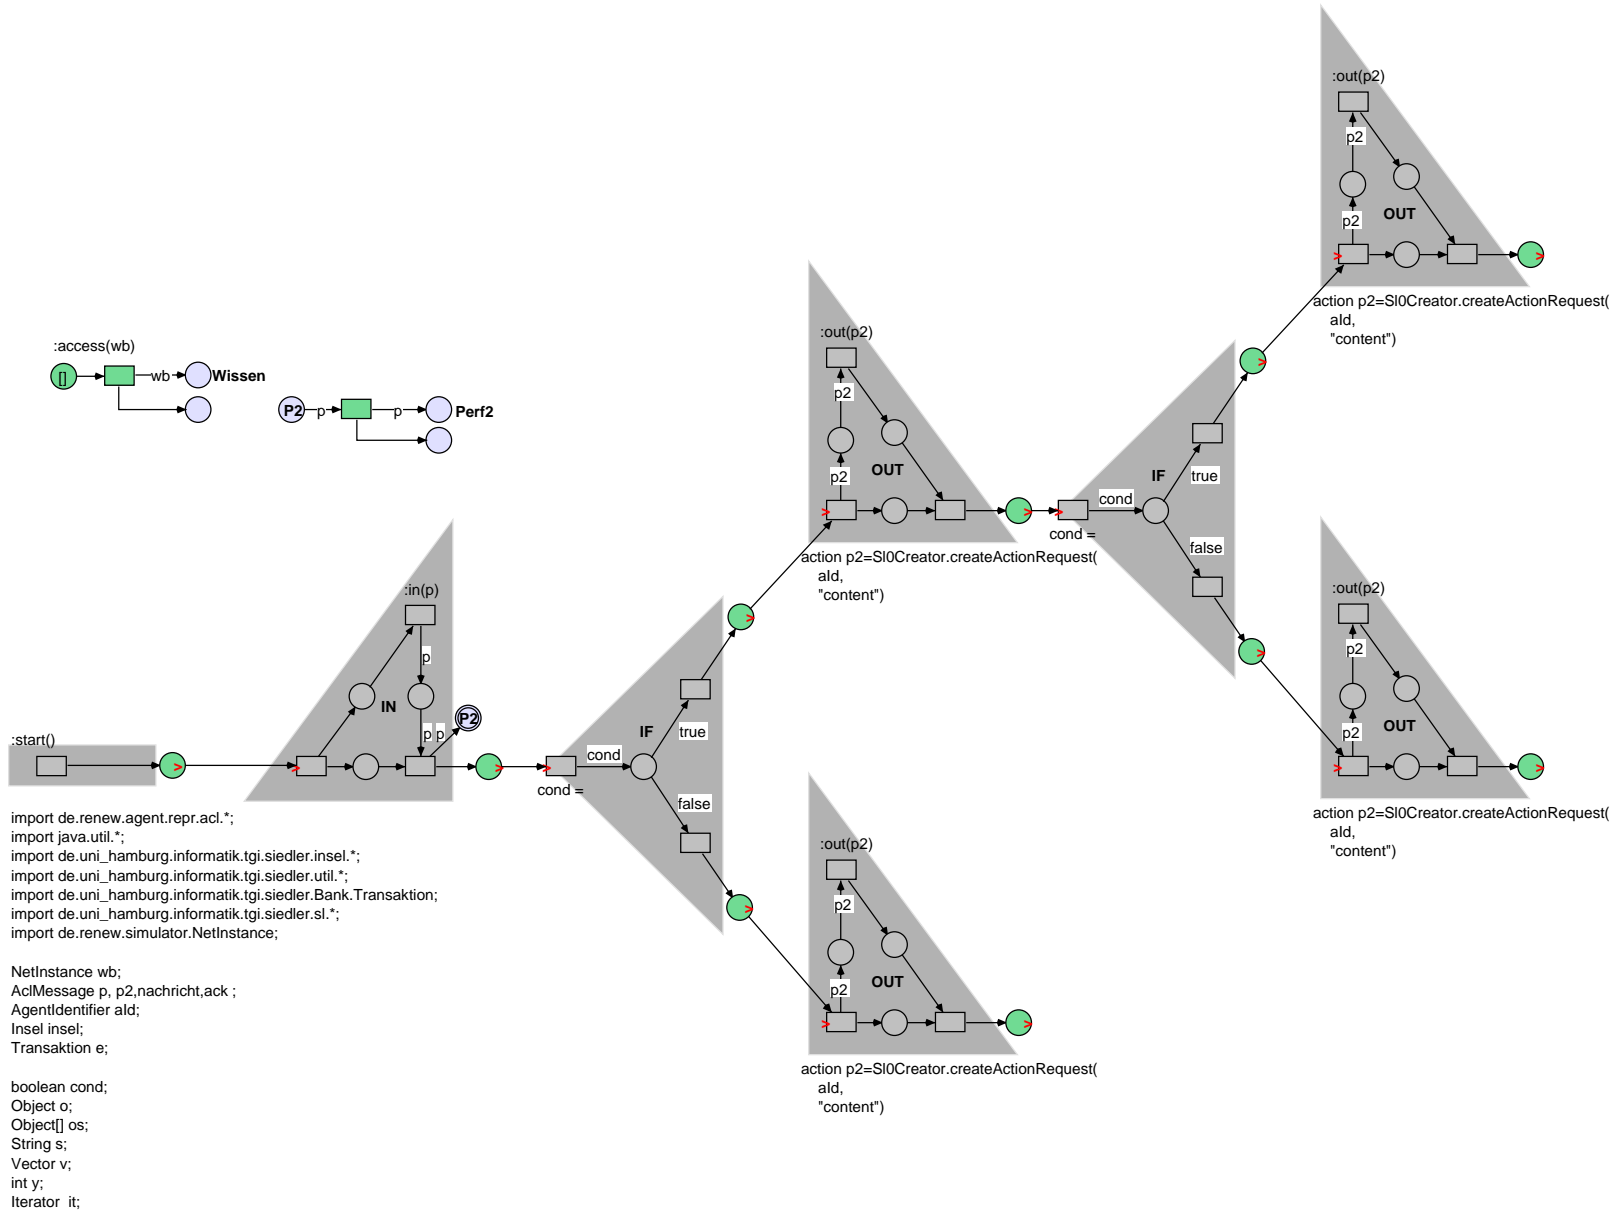 :out(p2)
p2
p2
OUT
>
>
action p2=Sl0Creator.createActionRequest(
aId,
"content")
:access(wb)
[]
wb
Wissen
P2
p
p
Perf2
:out(p2)
p2
p2
OUT
>
>
action p2=Sl0Creator.createActionRequest(
aId,
"content")
>
cond
cond =
IF
true
false
>
>
:out(p2)
p2
p2
OUT
>
>
action p2=Sl0Creator.createActionRequest(
aId,
"content")
:start()
>
:in(p)
p
IN
p p
P2
>
>
>
cond
cond =
IF
true
false
>
>
:out(p2)
p2
p2
OUT
>
>
action p2=Sl0Creator.createActionRequest(
aId,
"content")
import de.renew.agent.repr.acl.*;
import java.util.*;
import de.uni_hamburg.informatik.tgi.siedler.insel.*;
import de.uni_hamburg.informatik.tgi.siedler.util.*;
import de.uni_hamburg.informatik.tgi.siedler.Bank.Transaktion;
import de.uni_hamburg.informatik.tgi.siedler.sl.*;
import de.renew.simulator.NetInstance;
NetInstance wb;
AclMessage p, p2,nachricht,ack ;
AgentIdentifier aId;
Insel insel;
Transaktion e;
boolean cond;
Object o;
Object[] os;
String s;
Vector v;
int y;
Iterator  it;